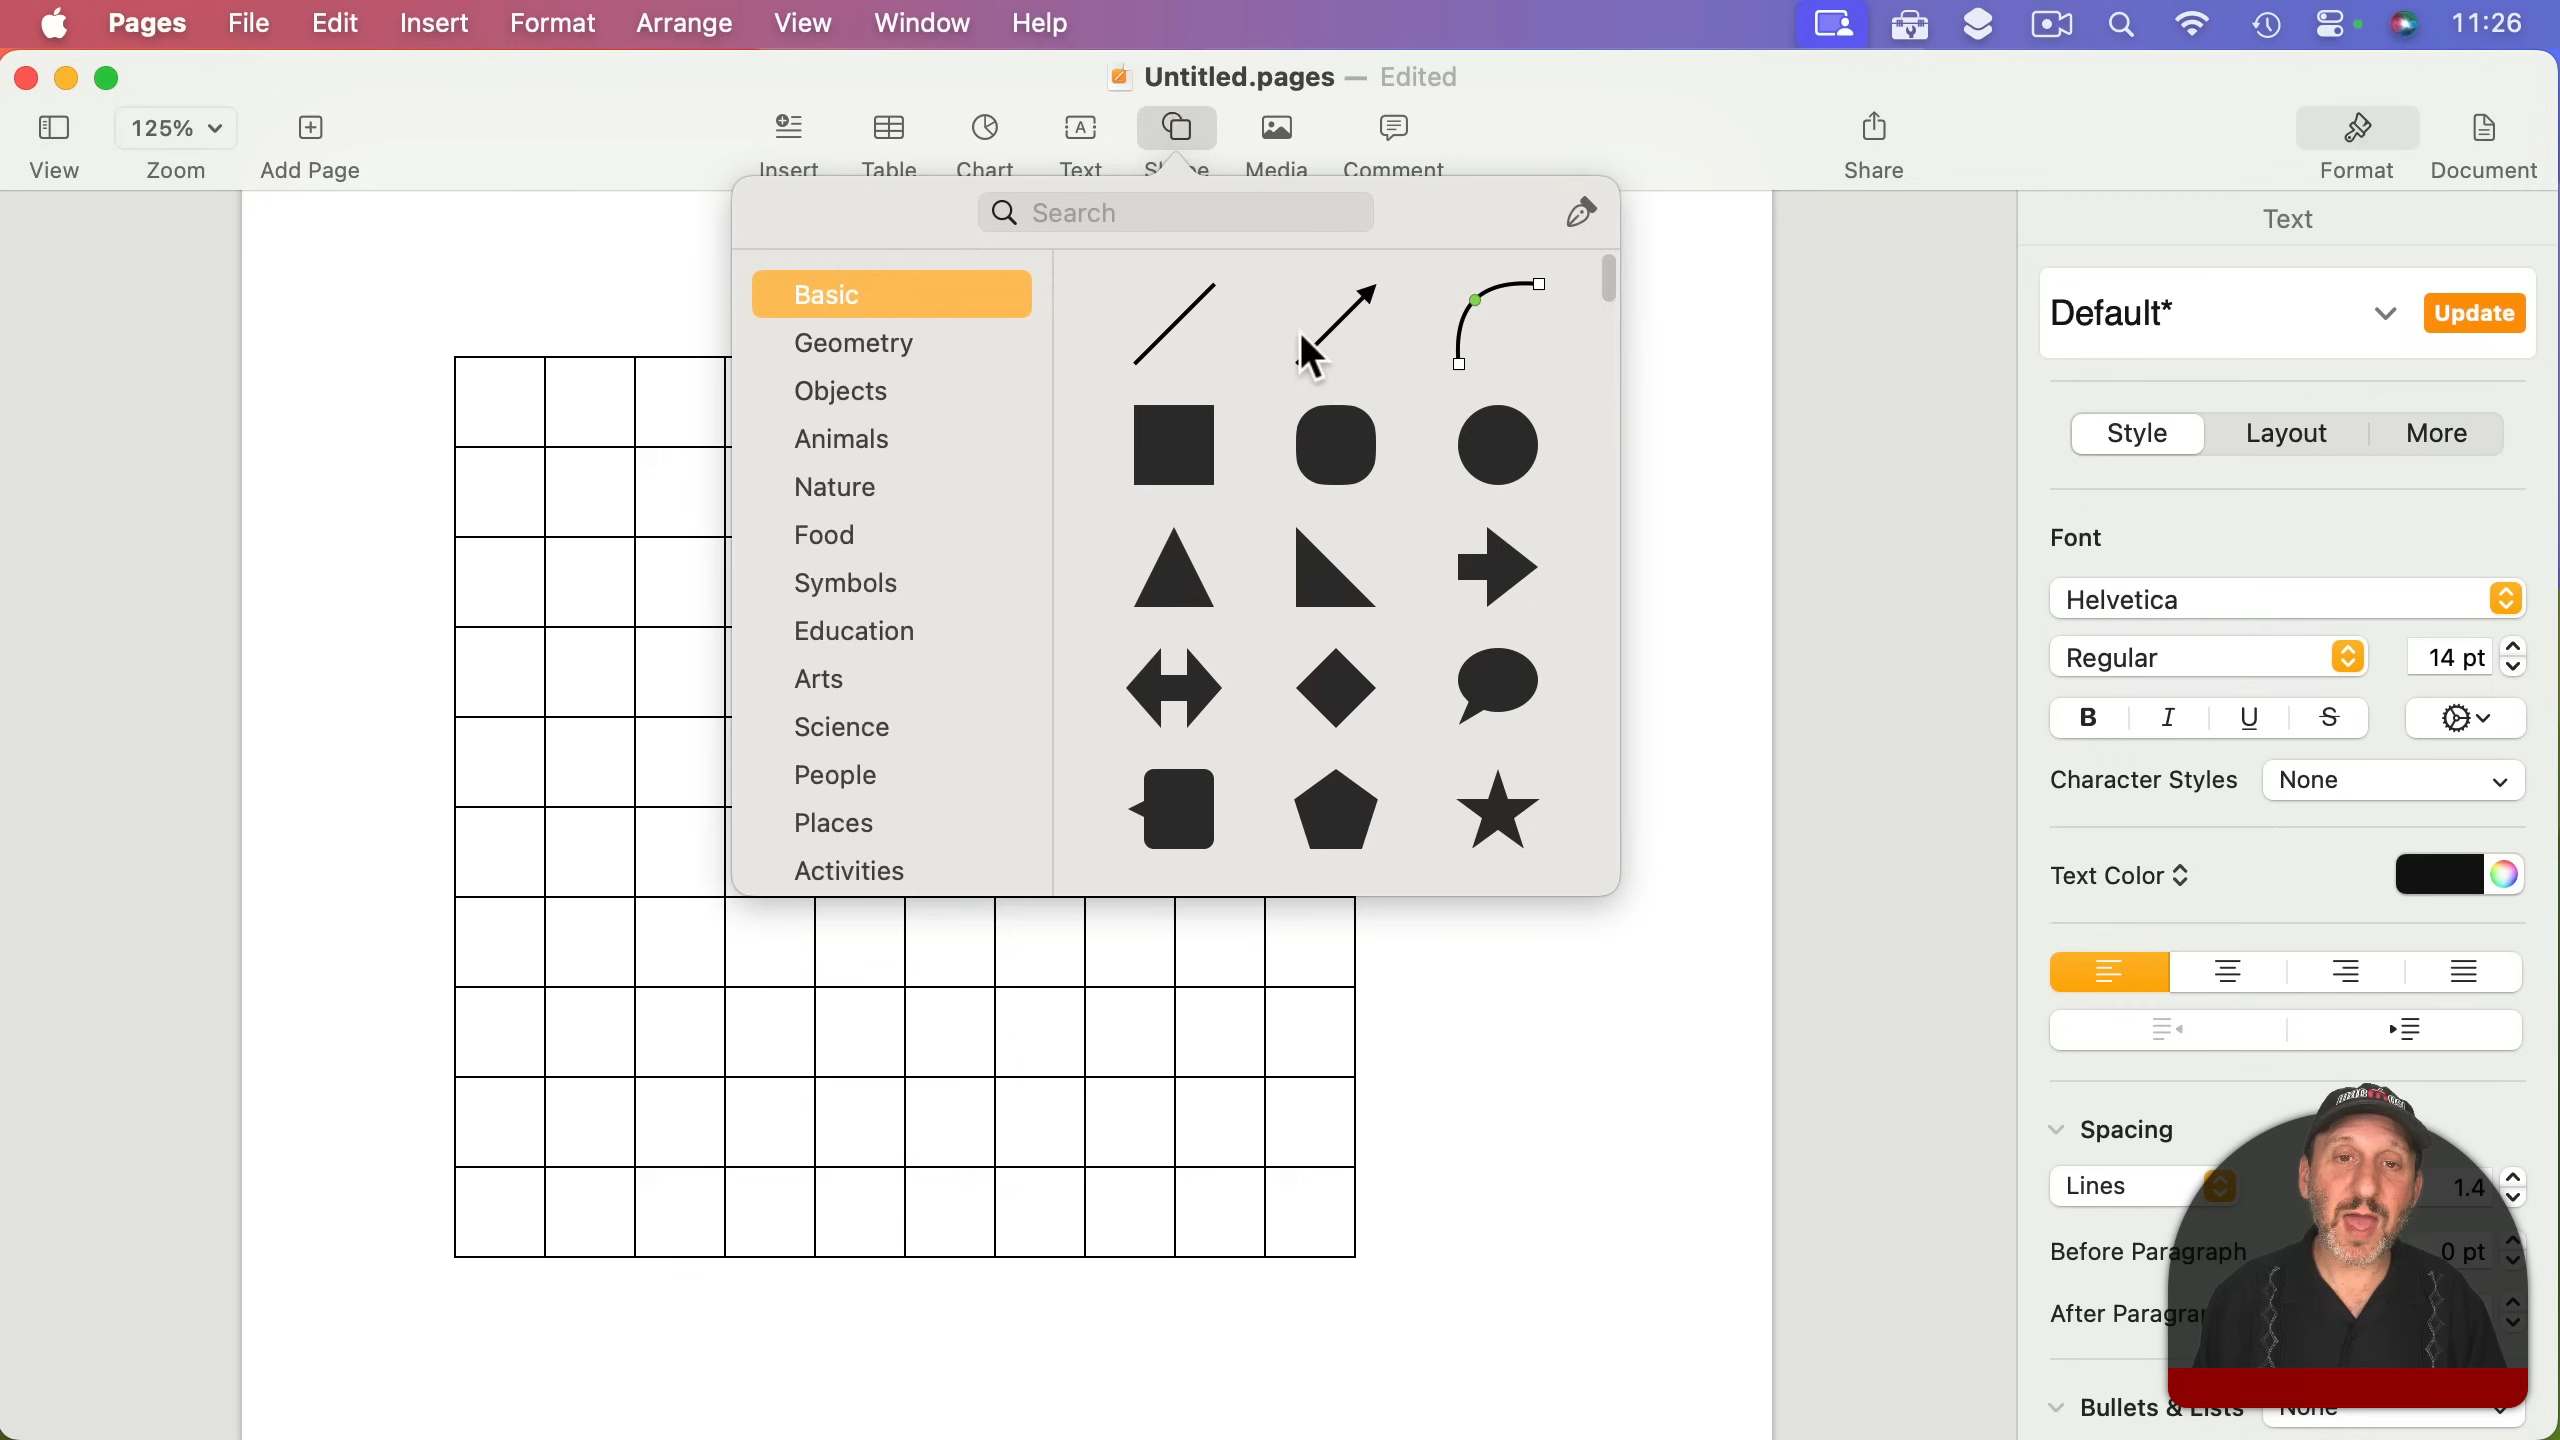 Pages File Edit Insert Format Arrange View Window Help 11:26
Untitled.pages — Edited
125%
View Zoom Add Page Insert Table Chart Text Media Comment Share Format Document
Search
Text
Basic
Geometry
Objects
Animals
Nature
Food
Symbols
Education
Arts
Science
People
Places
Activities
Default* Update
Style Layout More
Font
Helvetica
Regular 14 pt
B I U S
Character Styles None
Text Color
Spacing
Lines 1.4
Before Paragraph 0 pt
After
Bullets & Lists None